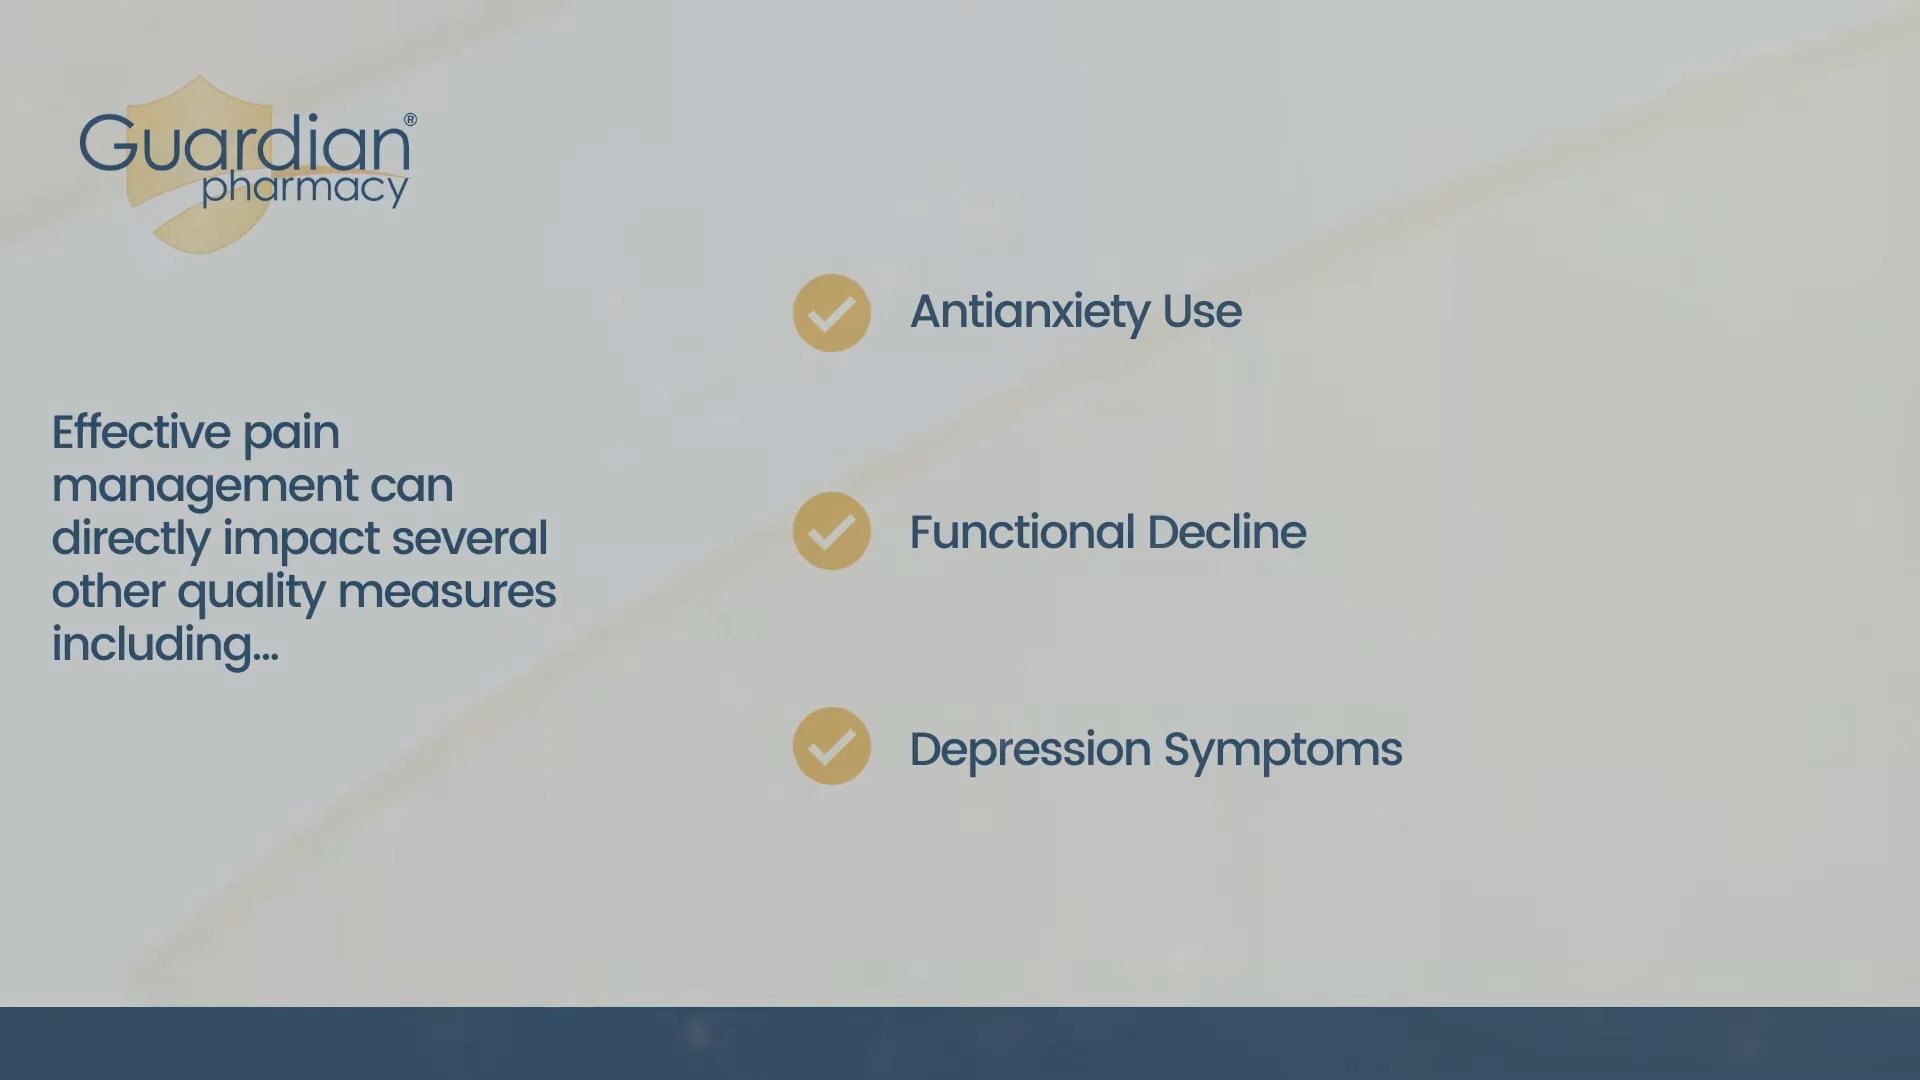 Guardian®
pharmacy
Effective pain
management can
directly impact several
other quality measures
including...
Antianxiety Use
Functional Decline
Depression Symptoms